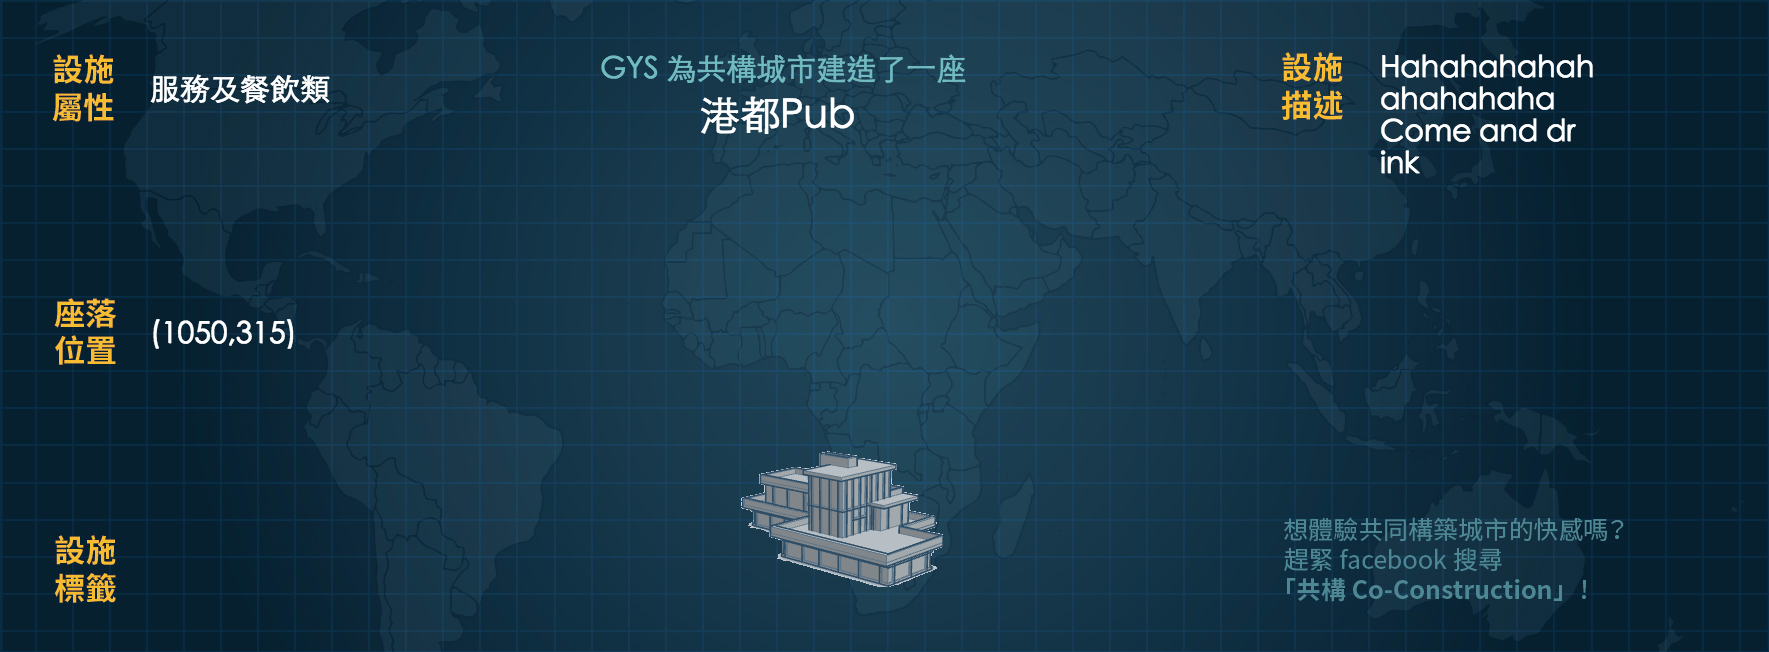 設施
屬性
服務及餐飲類
GYS 為共構城市建造了一座
港都Pub
設施
描述
Hahahahahah
ahahahaha
Come and dr
ink
座落
位置
(1050,315)
設施
標籤
想體驗共同構築城市的快感嗎?
趕緊 facebook 搜尋
「共構 Co-Construction」!